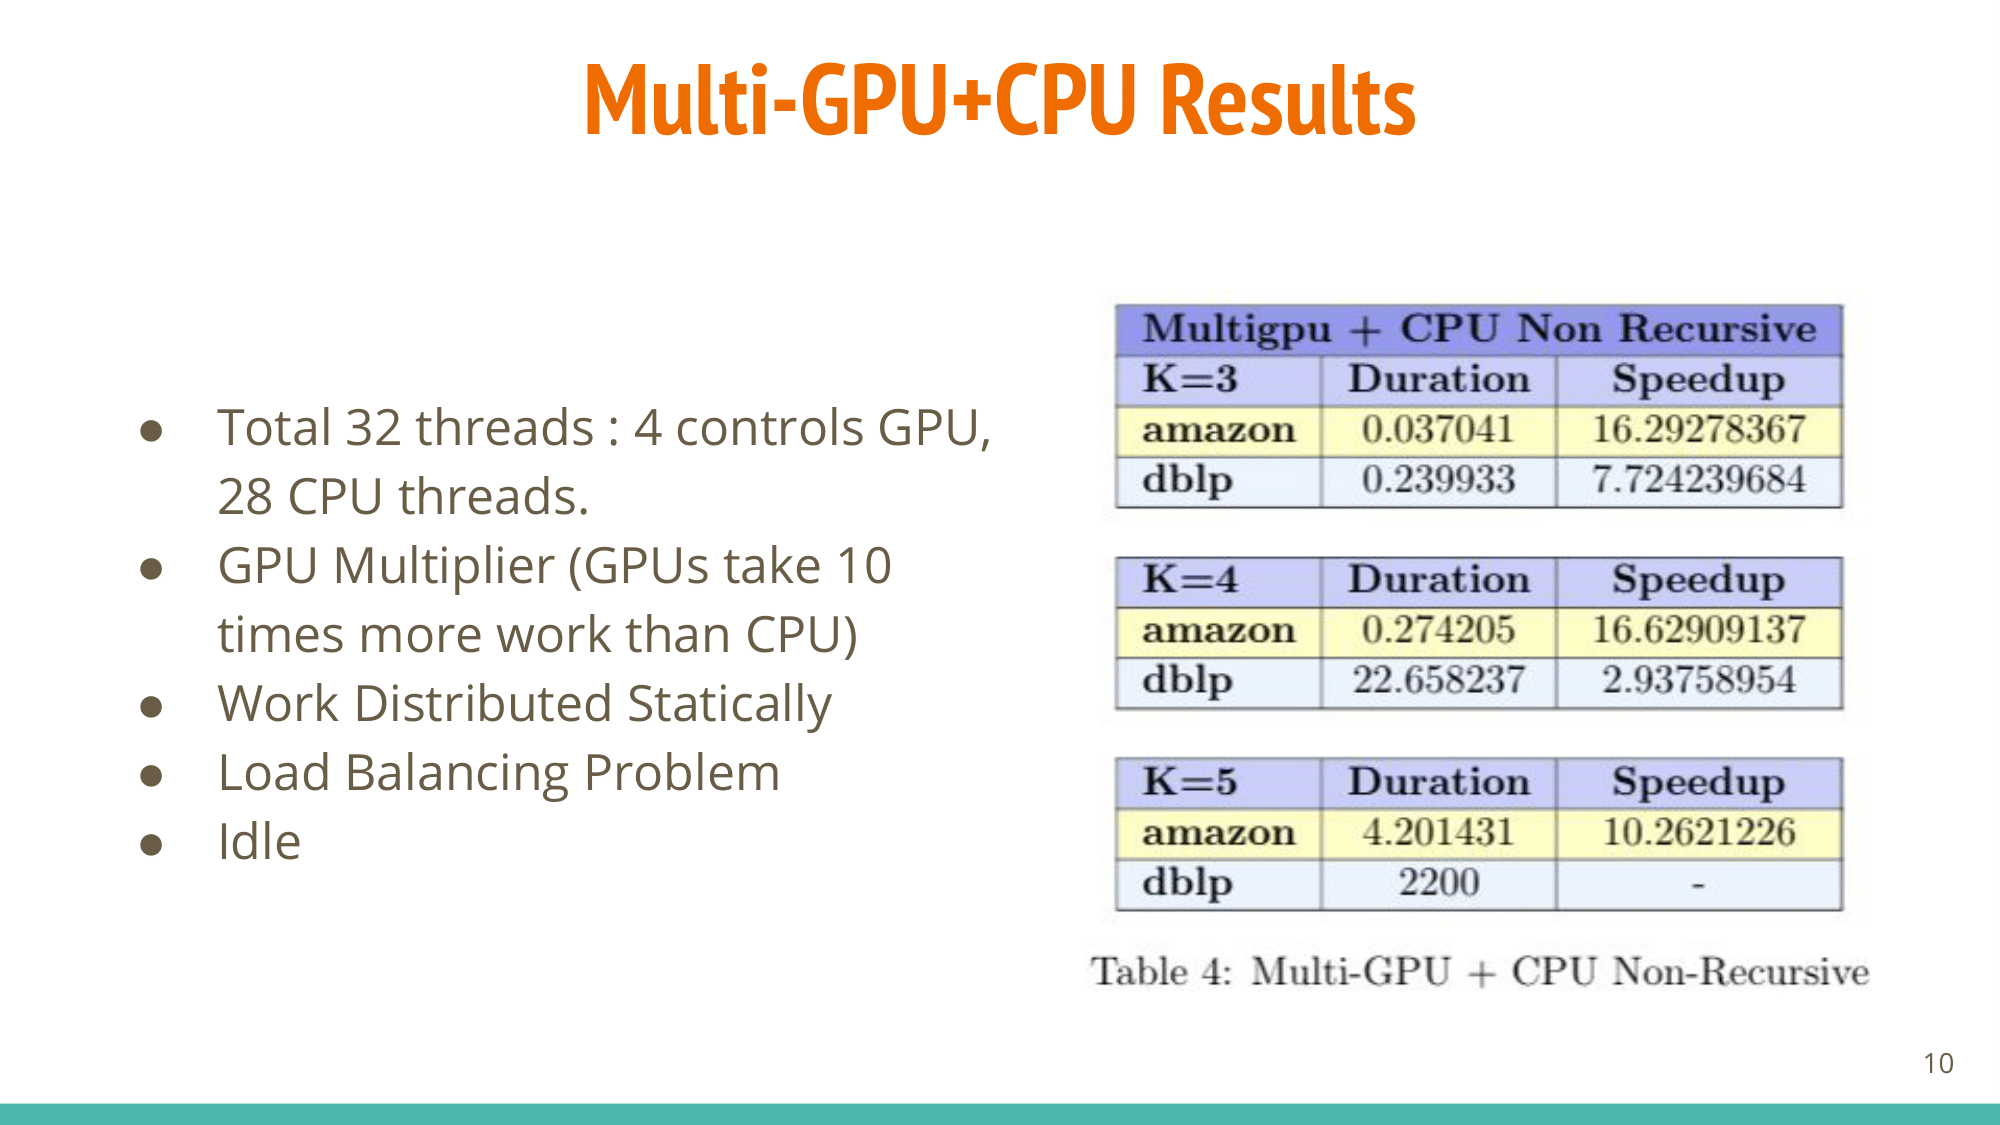 Multi-GPU+CPU Results
● Total 32 threads : 4 controls GPU,
28 CPU threads.
● GPU Multiplier (GPUs take 10
times more work than CPU)
● Work Distributed Statically
● Load Balancing Problem
● Idle
Multigpu + CPU Non Recursive
K=3 Duration Speedup
amazon 0.037041 16.29278367
dblp 0.239933 7.724239684
K=4 Duration Speedup
amazon 0.274205 16.62909137
dblp 22.658237 2.93758954
K=5 Duration Speedup
amazon 4.201431 10.2621226
dblp 2200 -
Table 4: Multi-GPU + CPU Non-Recursive
10